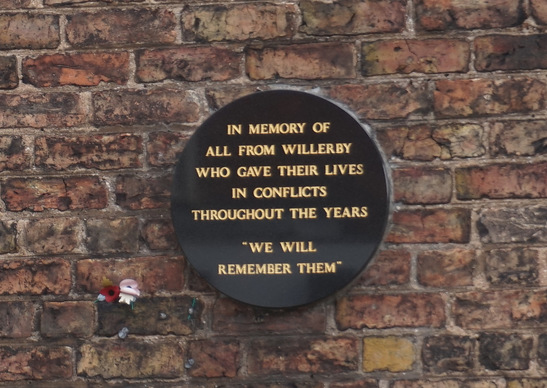 IN MEMORY OF
ALL FROM WILLERBY
WHO GAVE THEIR LIVES
IN CONFLICTS
THROUGHOUT THE YEARS
"WE WILL
REMEMBER THEM"